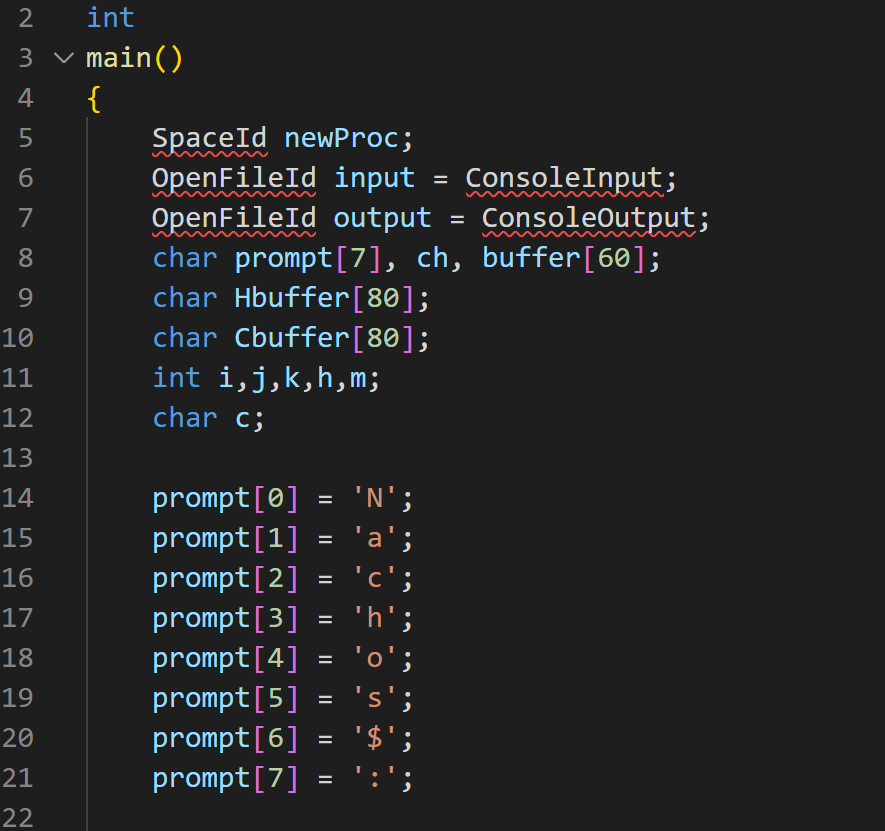 2 int
3 main()
4 {
5 SpaceId newProc;
6 OpenFileId input = ConsoleInput;
7 OpenFileId output = ConsoleOutput;
8 char prompt[7], ch, buffer[60];
9 char Hbuffer[80];
10 char Cbuffer[80];
11 int i,j,k,h,m;
12 char c;
13
14 prompt[0] = 'N';
15 prompt[1] = 'a';
16 prompt[2] = 'c';
17 prompt[3] = 'h';
18 prompt[4] = 'o';
19 prompt[5] = 's';
20 prompt[6] = '$';
21 prompt[7] = ':';
22